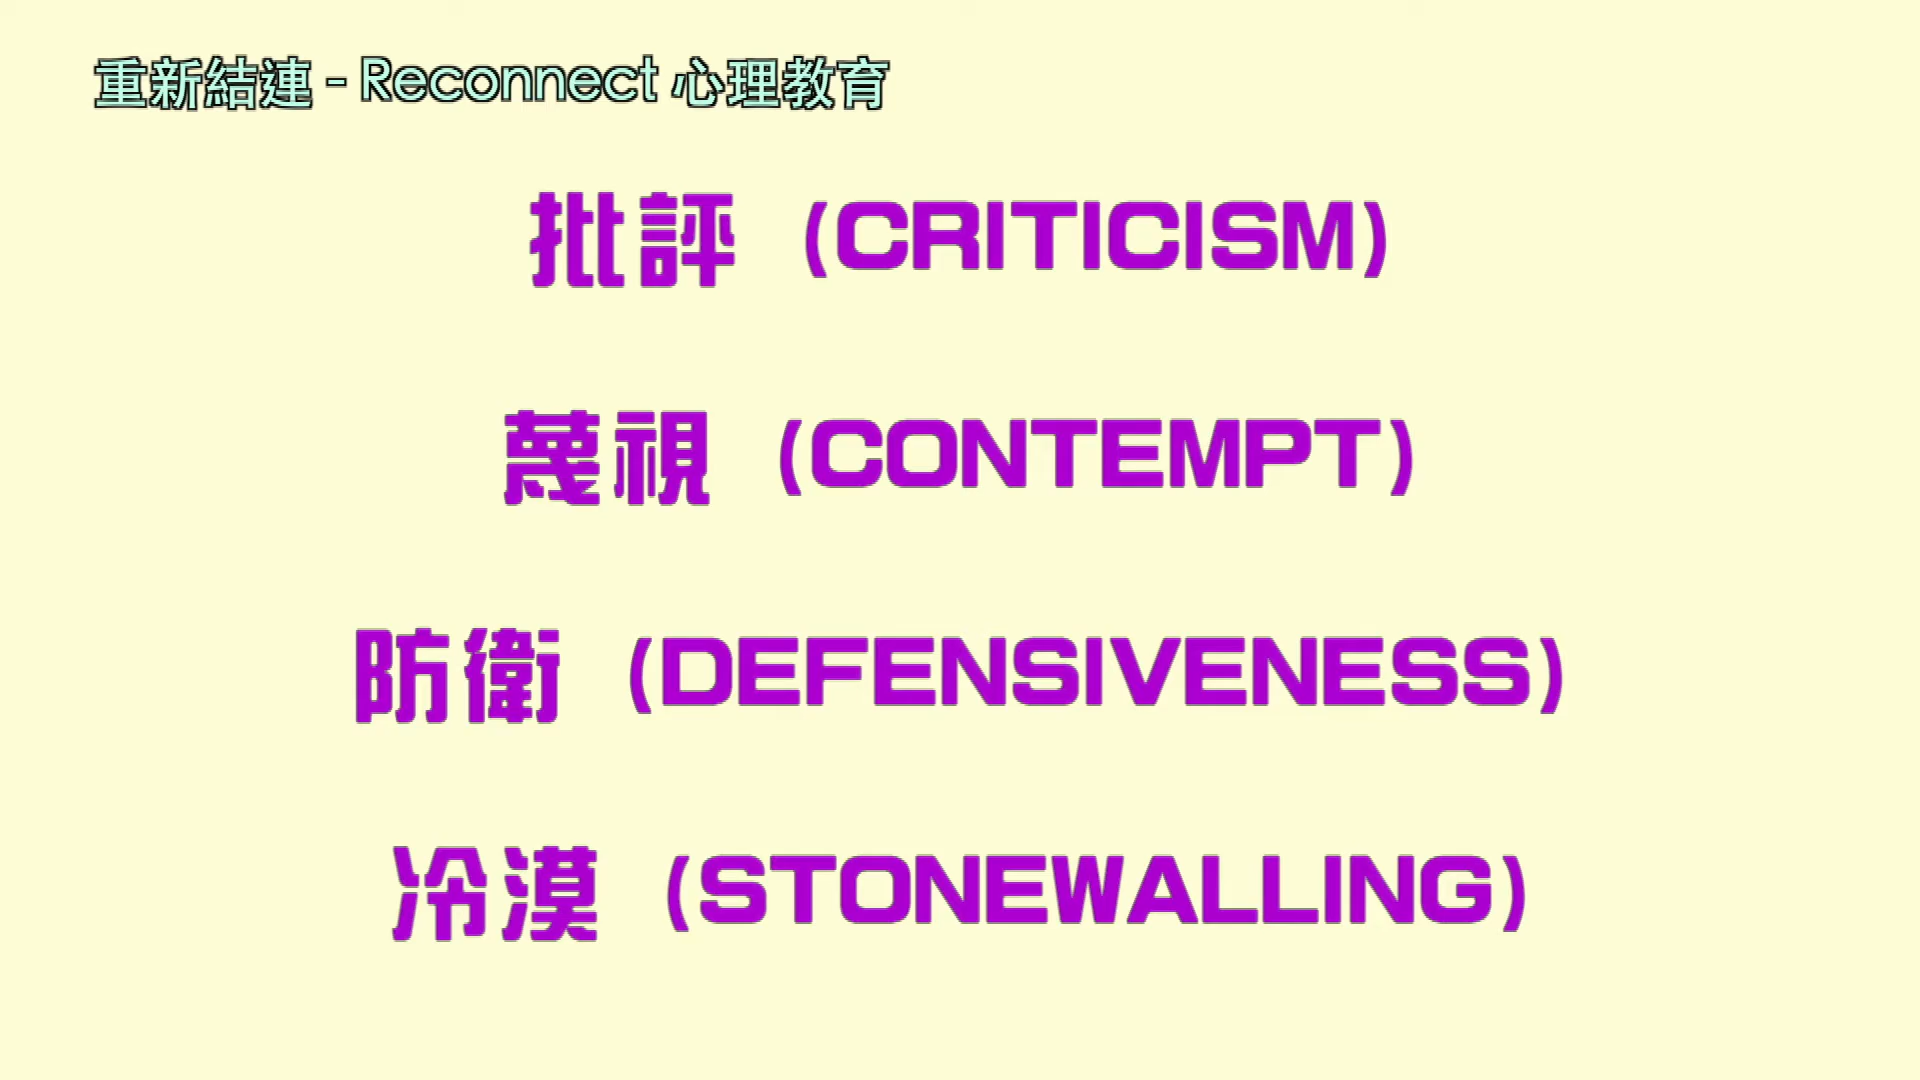 重新結連 - Reconnect 心理教育
批評 (CRITICISM)
蔑視 (CONTEMPT)
防衛 (DEFENSIVENESS)
冷漠 (STONEWALLING)